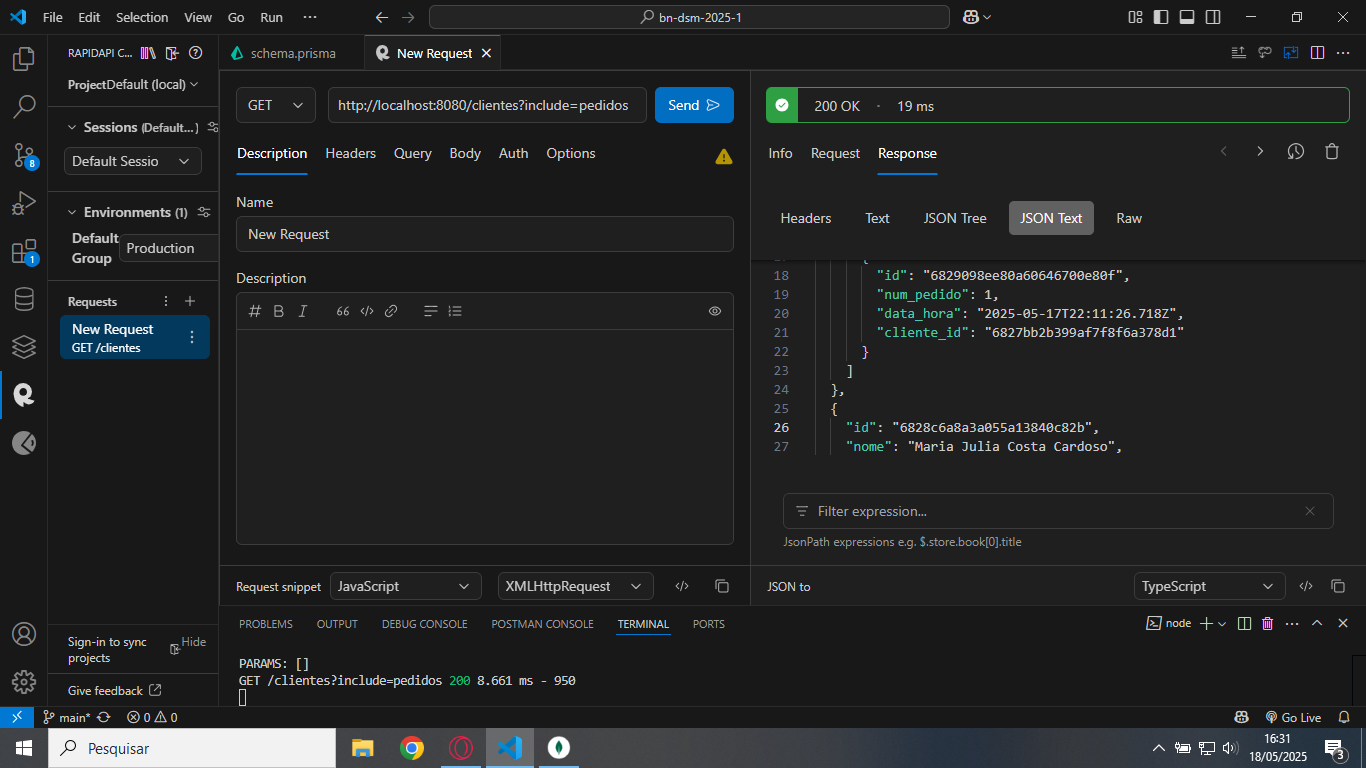 File Edit Selection View Go Run ···
bn-dsm-2025-1
RAPIDAPI C...
ProjectDefault (local)
Sessions (Default...]
Default Sessio
Environments (1)
Default Group
Production
Requests
New Request
GET /clientes
Sign-in to sync projects
Hide
Give feedback
8
1
schema.prisma
New Request
GET
http://localhost:8080/clientes?include=pedidos
Send
Description Headers Query Body Auth Options
Name
New Request
Description
Request snippet
JavaScript
XMLHttpRequest
200 OK · 19 ms
Info Request Response
Headers Text JSON Tree JSON Text Raw
18 "id": "6829098ee80a60646700e80f",
19 "num_pedido": 1,
20 "data_hora": "2025-05-17T22:11:26.718Z",
21 "cliente_id": "6827bb2b399af7f8f6a378d1"
22 }
23 ]
24 },
25 {
26 "id": "6828c6a8a3a055a13840c82b",
27 "nome": "Maria Julia Costa Cardoso",
Filter expression...
JsonPath expressions e.g. $.store.book[0].title
JSON to
TypeScript
PROBLEMS OUTPUT DEBUG CONSOLE POSTMAN CONSOLE TERMINAL PORTS
node
PARAMS: []
GET /clientes?include=pedidos 200 8.661 ms - 950
main* 0 0
Go Live
Pesquisar
16:31
18/05/2025
3